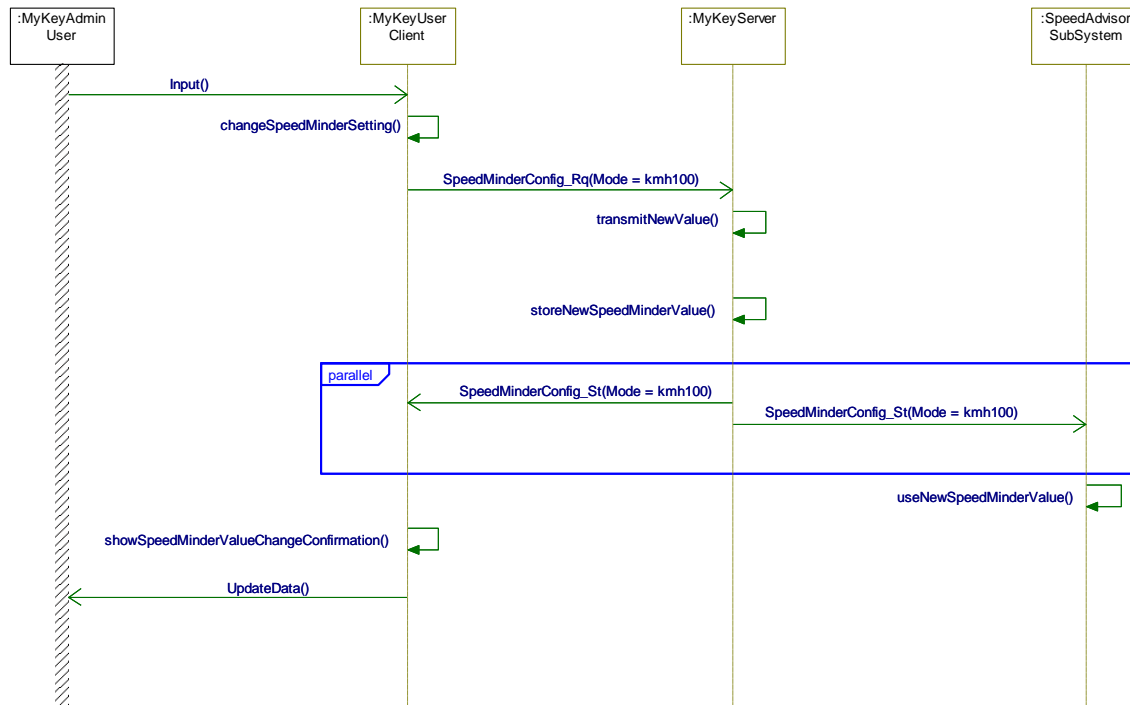 :MyKeyAdmin
User
:MyKeyUser
Client
:MyKeyServer
:SpeedAdvisor
SubSystem
Input()
changeSpeedMinderSetting()
SpeedMinderConfig_Rq(Mode = kmh100)
transmitNewValue()
storeNewSpeedMinderValue()
parallel
SpeedMinderConfig_St(Mode = kmh100)
SpeedMinderConfig_St(Mode = kmh100)
useNewSpeedMinderValue()
showSpeedMinderValueChangeConfirmation()
UpdateData()